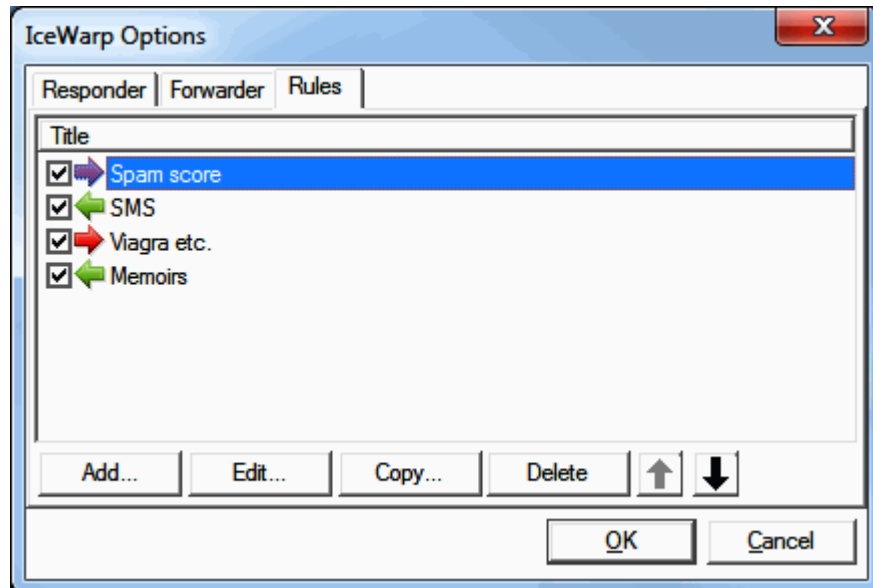 IceWarp Options
Responder Forwarder Rules
Title
Spam score
SMS
Viagra etc.
Memoirs
Add... Edit... Copy... Delete
OK Cancel